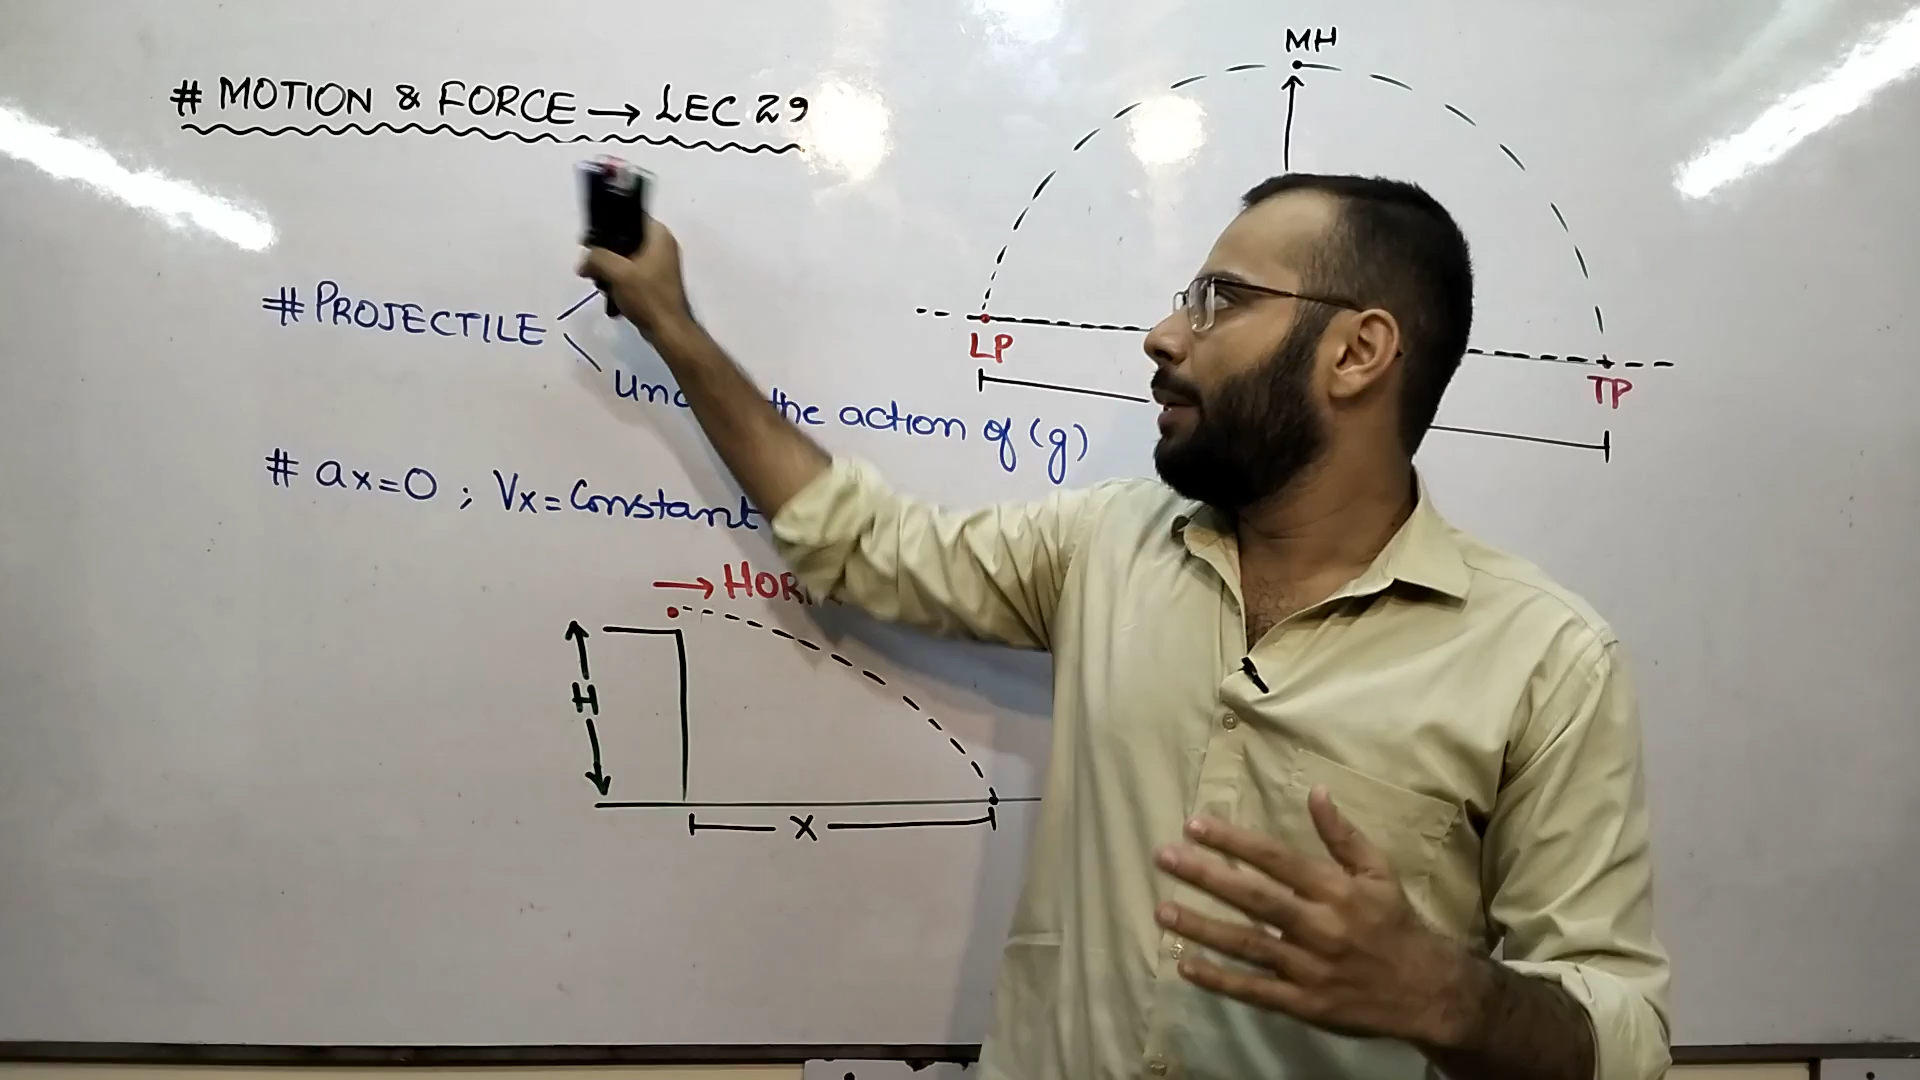 # MOTION & FORCE → LEC 29
MH
# PROJECTILE
LP
TP
the action of (g)
# ax=0 ; Vx=Constant
→
H
X